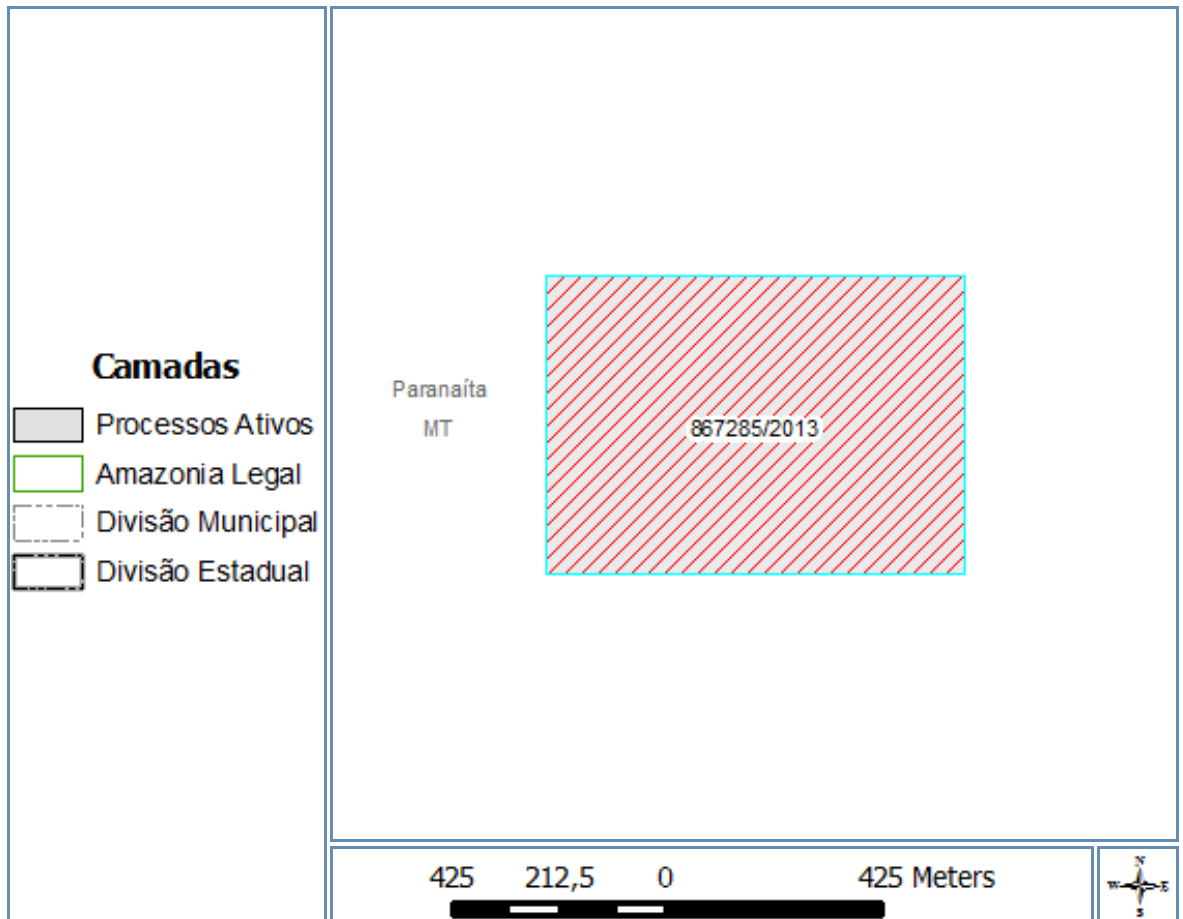 Camadas
Processos Ativos
Amazonia Legal
Divisão Municipal
Divisão Estadual
Paranaíta
MT
867285/2013
425 212,5 0 425 Meters
N
W E
S